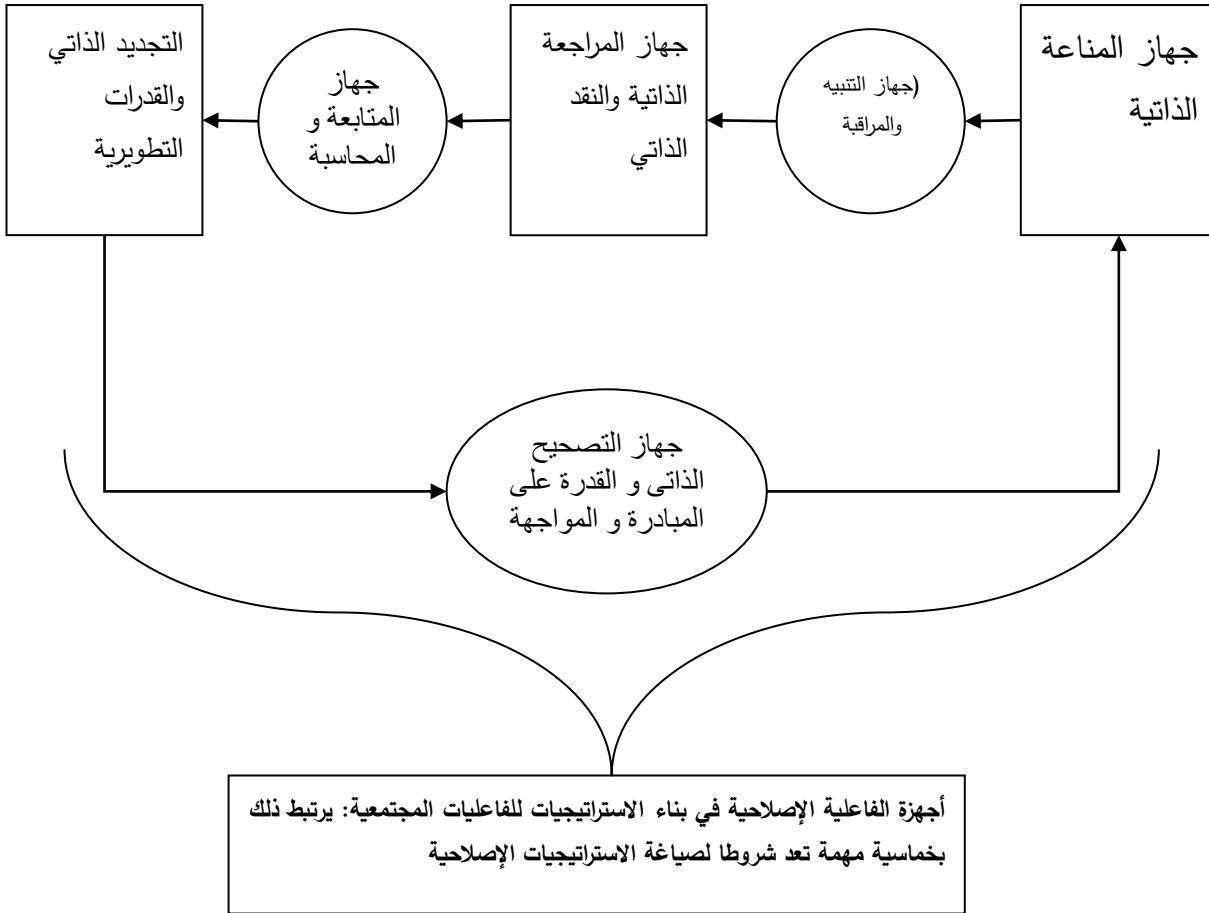 جهاز المناعة
الذاتية
(جهاز التنبيه
والمراقبة
جهاز المراجعة
الذاتية والنقد
الذاتي
جهاز
المتابعة و
المحاسبة
التجديد الذاتي
والقدرات
التطويرية
جهاز التصحيح
الذاتى و القدرة على
المبادرة و المواجهة
أجهزة الفاعلية الإصلاحية في بناء الاستراتيجيات للفاعليات المجتمعية: يرتبط ذلك
بخماسية مهمة تعد شروطا لصياغة الاستراتيجيات الإصلاحية